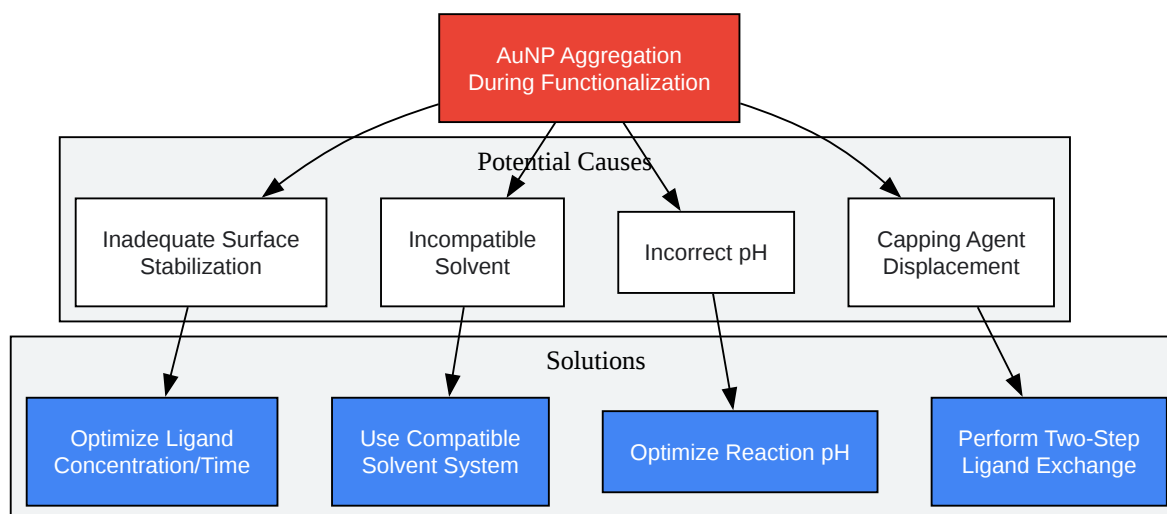 AuNP Aggregation
During Functionalization
Potential Causes
Inadequate Surface
Stabilization
Incompatible
Solvent
Incorrect pH
Capping Agent
Displacement
Solutions
Optimize Ligand
Concentration/Time
Use Compatible
Solvent System
Optimize Reaction pH
Perform Two-Step
Ligand Exchange